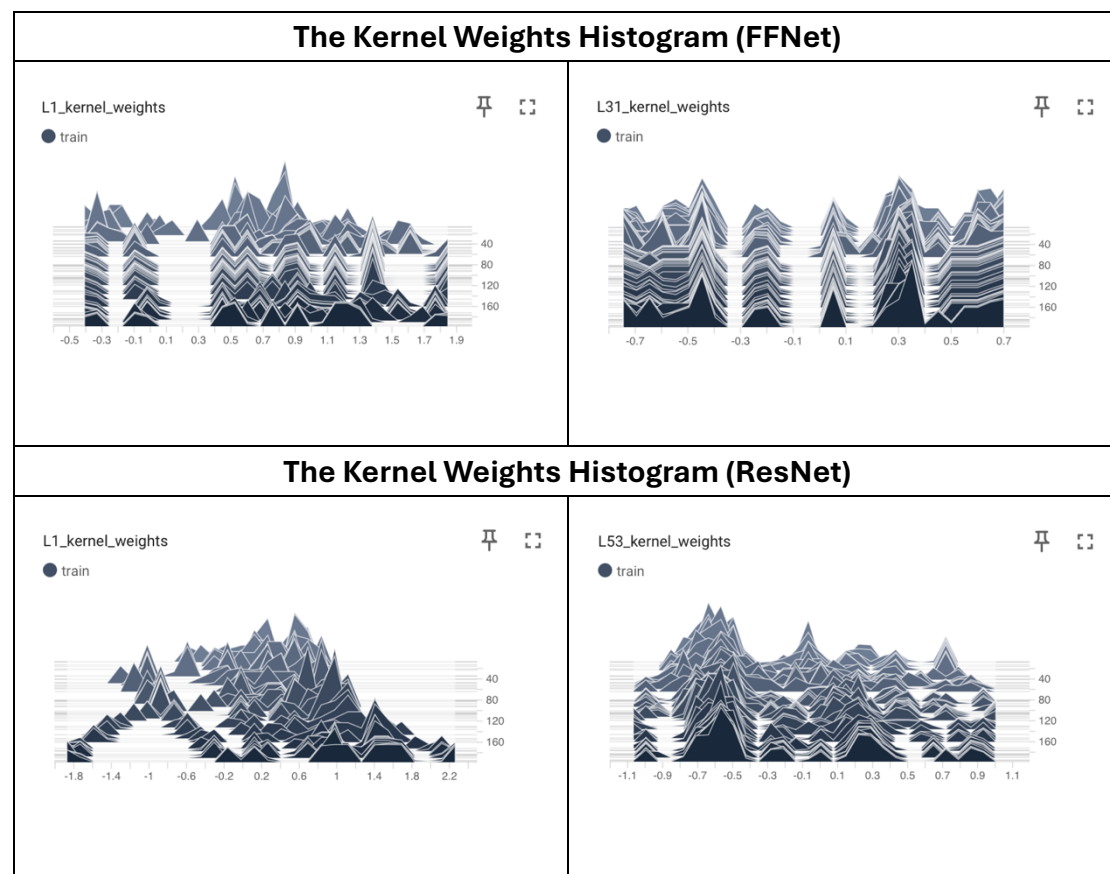 The Kernel Weights Histogram (FFNet)
L1_kernel_weights
train
40
80
120
160
-0.5 -0.3 -0.1 0.1 0.3 0.5 0.7 0.9 1.1 1.3 1.5 1.7 1.9
L31_kernel_weights
train
40
80
120
160
-0.7 -0.5 -0.3 -0.1 0.1 0.3 0.5 0.7
The Kernel Weights Histogram (ResNet)
L1_kernel_weights
train
40
80
120
160
-1.8 -1.4 -1 -0.6 -0.2 0.2 0.6 1 1.4 1.8 2.2
L53_kernel_weights
train
40
80
120
160
-1.1 -0.9 -0.7 -0.5 -0.3 -0.1 0.1 0.3 0.5 0.7 0.9 1.1